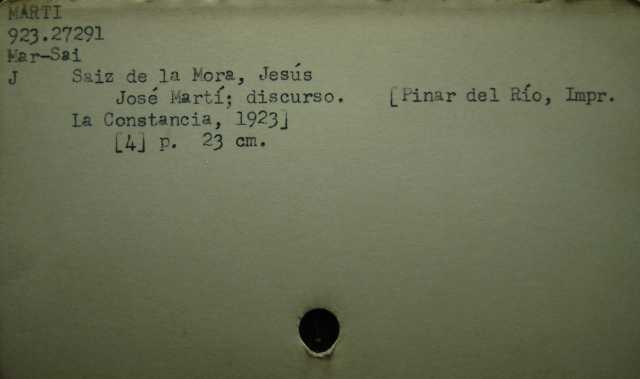 MARTI
923.27291
Mar-Sai
J Saiz de la Mora, Jesús
José Martí; discurso. [Pinar del Río, Impr.
La Constancia, 1923]
[4] p. 23 cm.